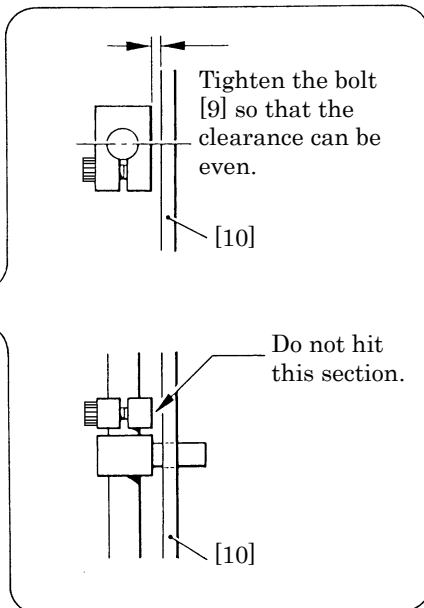 Tighten the bolt
[9] so that the
clearance can be
even.
[10]
Do not hit
this section.
[10]